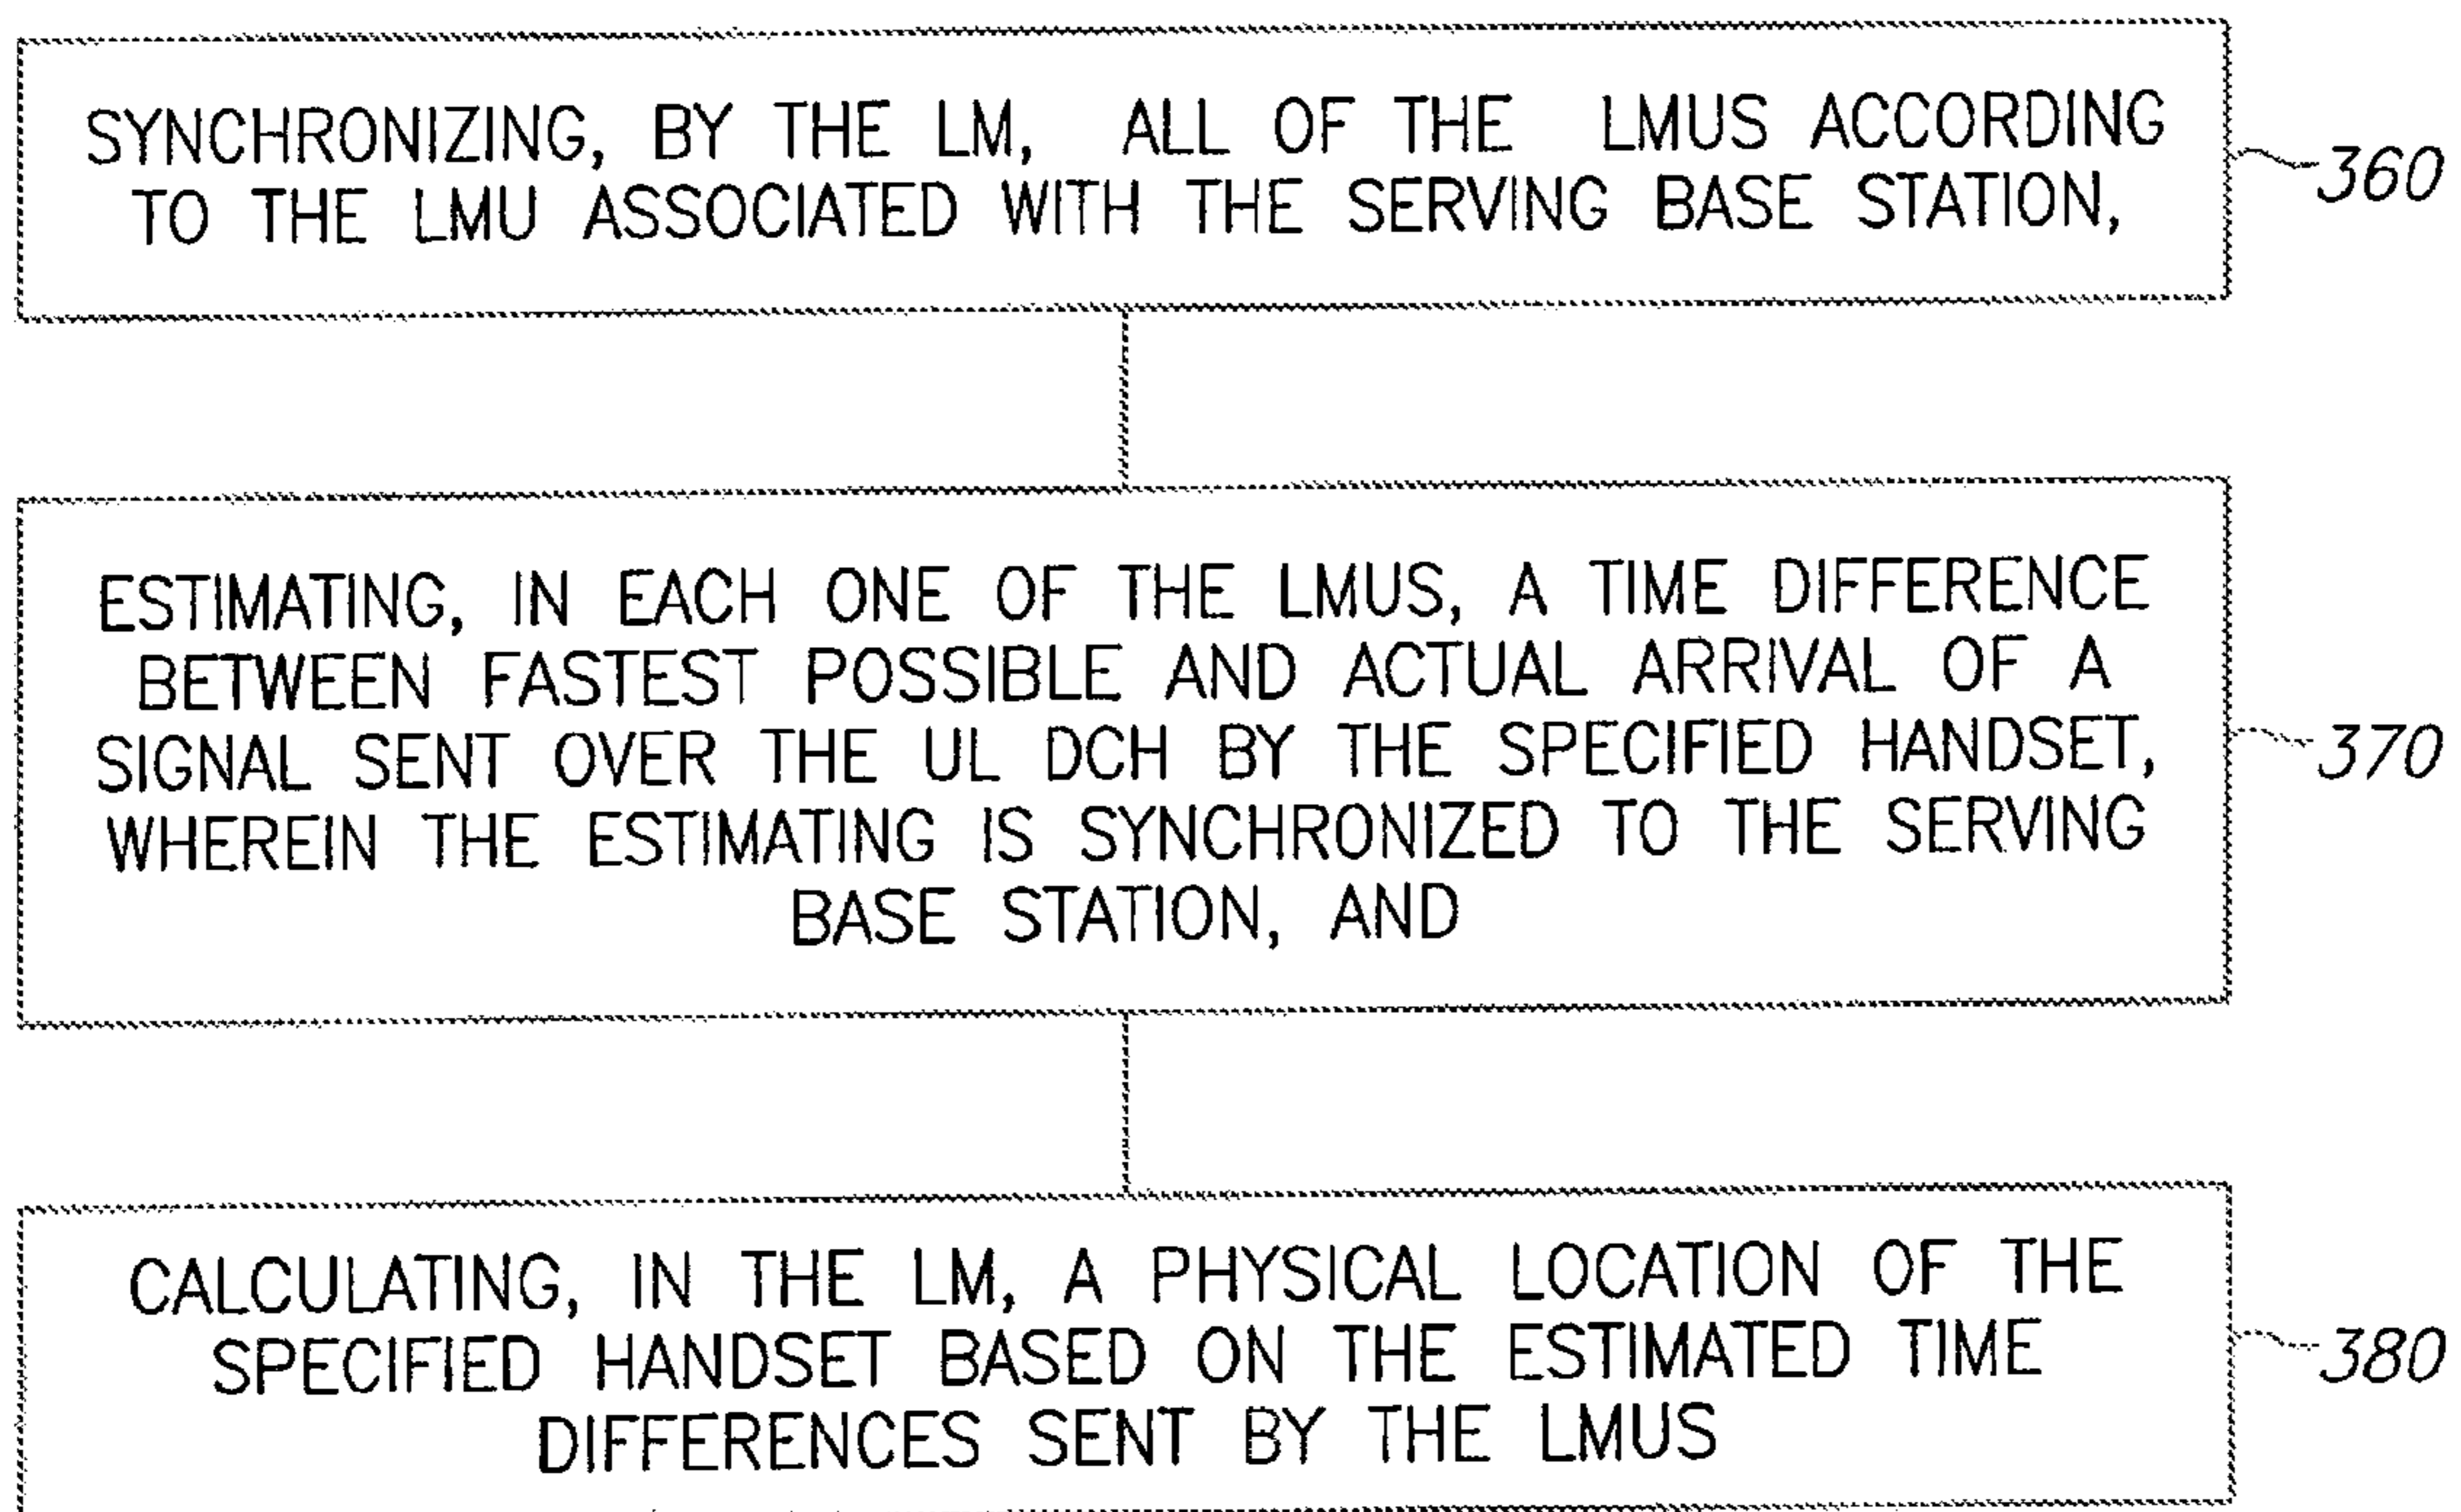 SYNCHRONIZING, BY THE LM, ALL OF THE LMUS ACCORDING
TO THE LMU ASSOCIATED WITH THE SERVING BASE STATION,
360
ESTIMATING, IN EACH ONE OF THE LMUS, A TIME DIFFERENCE
BETWEEN FASTEST POSSIBLE AND ACTUAL ARRIVAL OF A
SIGNAL SENT OVER THE UL DCH BY THE SPECIFIED HANDSET,
WHEREIN THE ESTIMATING IS SYNCHRONIZED TO THE SERVING
BASE STATION, AND
370
CALCULATING, IN THE LM, A PHYSICAL LOCATION OF THE
SPECIFIED HANDSET BASED ON THE ESTIMATED TIME
DIFFERENCES SENT BY THE LMUS
380